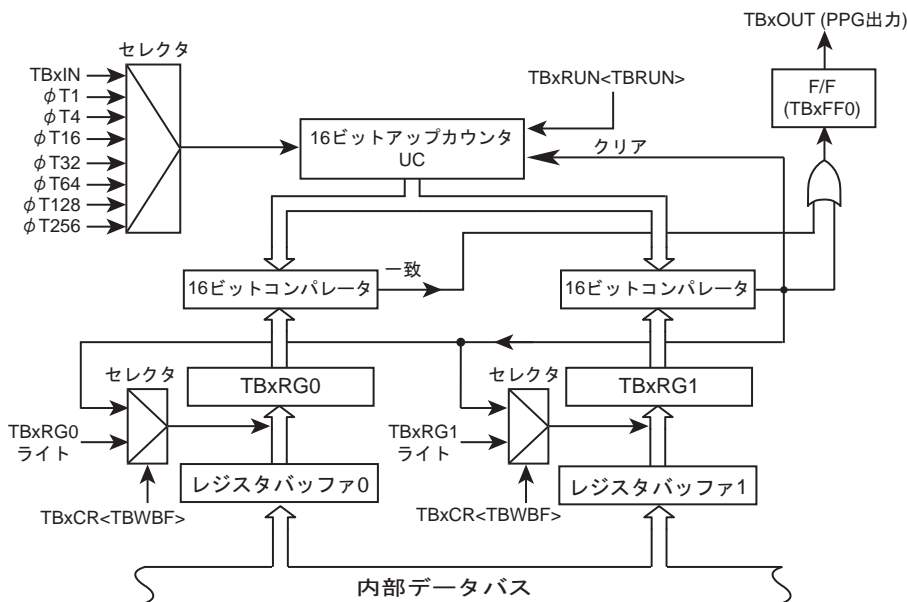 TBxOUT (PPG出力)
セレクタ
TBxIN
φT1
φT4
φT16
φT32
φT64
φT128
φT256
TBxRUN<TBRUN>
F/F
(TBxFF0)
16ビットアップカウンタ
UC
クリア
一致
16ビットコンパレータ
16ビットコンパレータ
セレクタ
TBxRG0
セレクタ
TBxRG1
TBxRG0
ライト
TBxRG1
ライト
レジスタバッファ0
レジスタバッファ1
TBxCR<TBWBF>
TBxCR<TBWBF>
内部データバス